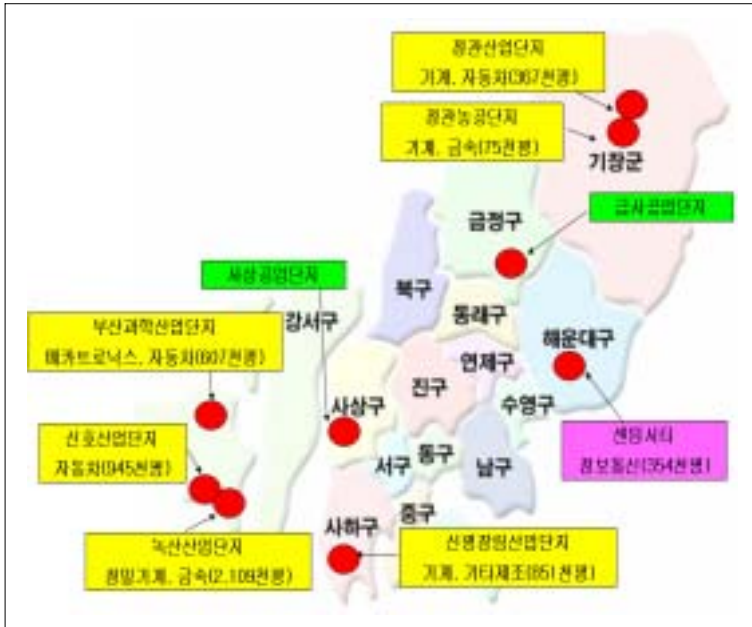 정관산업단지
기계, 자동차(367천평)
정관농공단지
기계, 금속(75천평)
기장군
금정구
금사공업단지
사상공업단지
북구
강서구
동래구
해운대구
부산과학산업단지
메카트로닉스, 자동차(607천평)
연제구
진구
사상구
수영구
신호산업단지
자동차(945천평)
센텀시티
정보통신(354천평)
서구
동구
남구
사하구
중구
녹산산업단지
정밀기계, 금속(2,109천평)
신평장림산업단지
기계, 기타제조(851천평)